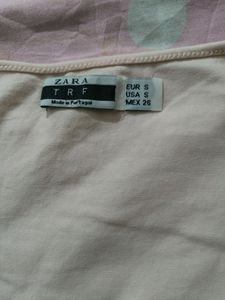 ZARA
TRF
Made in Portugal
EUR S
USA S
MEX 26